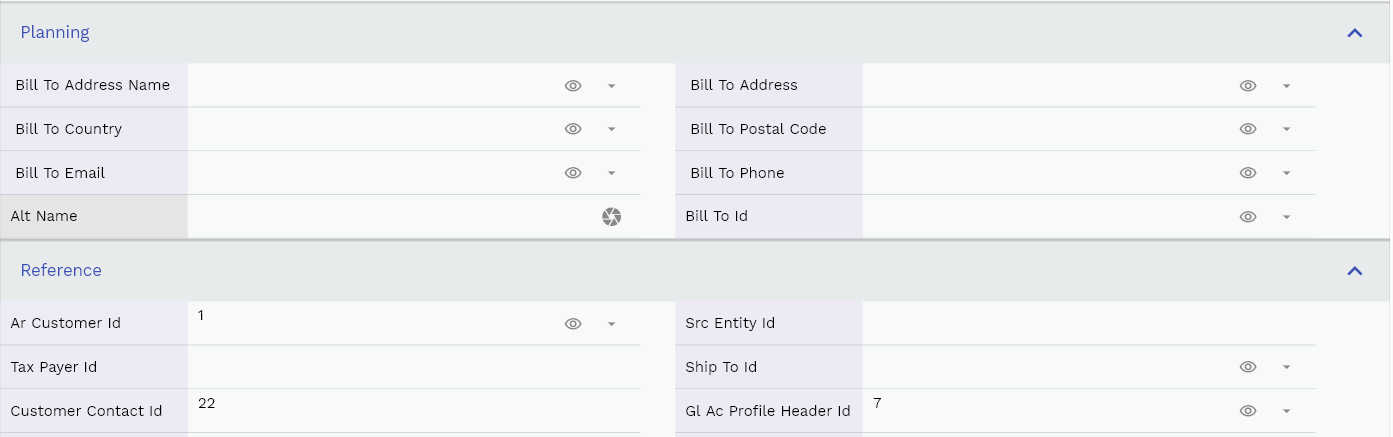 Planning
Bill To Address Name Bill To Address
Bill To Country Bill To Postal Code
Bill To Email Bill To Phone
Alt Name Bill To Id
Reference
Ar Customer Id 1 Src Entity Id
Tax Payer Id Ship To Id
Customer Contact Id 22 Gl Ac Profile Header Id 7